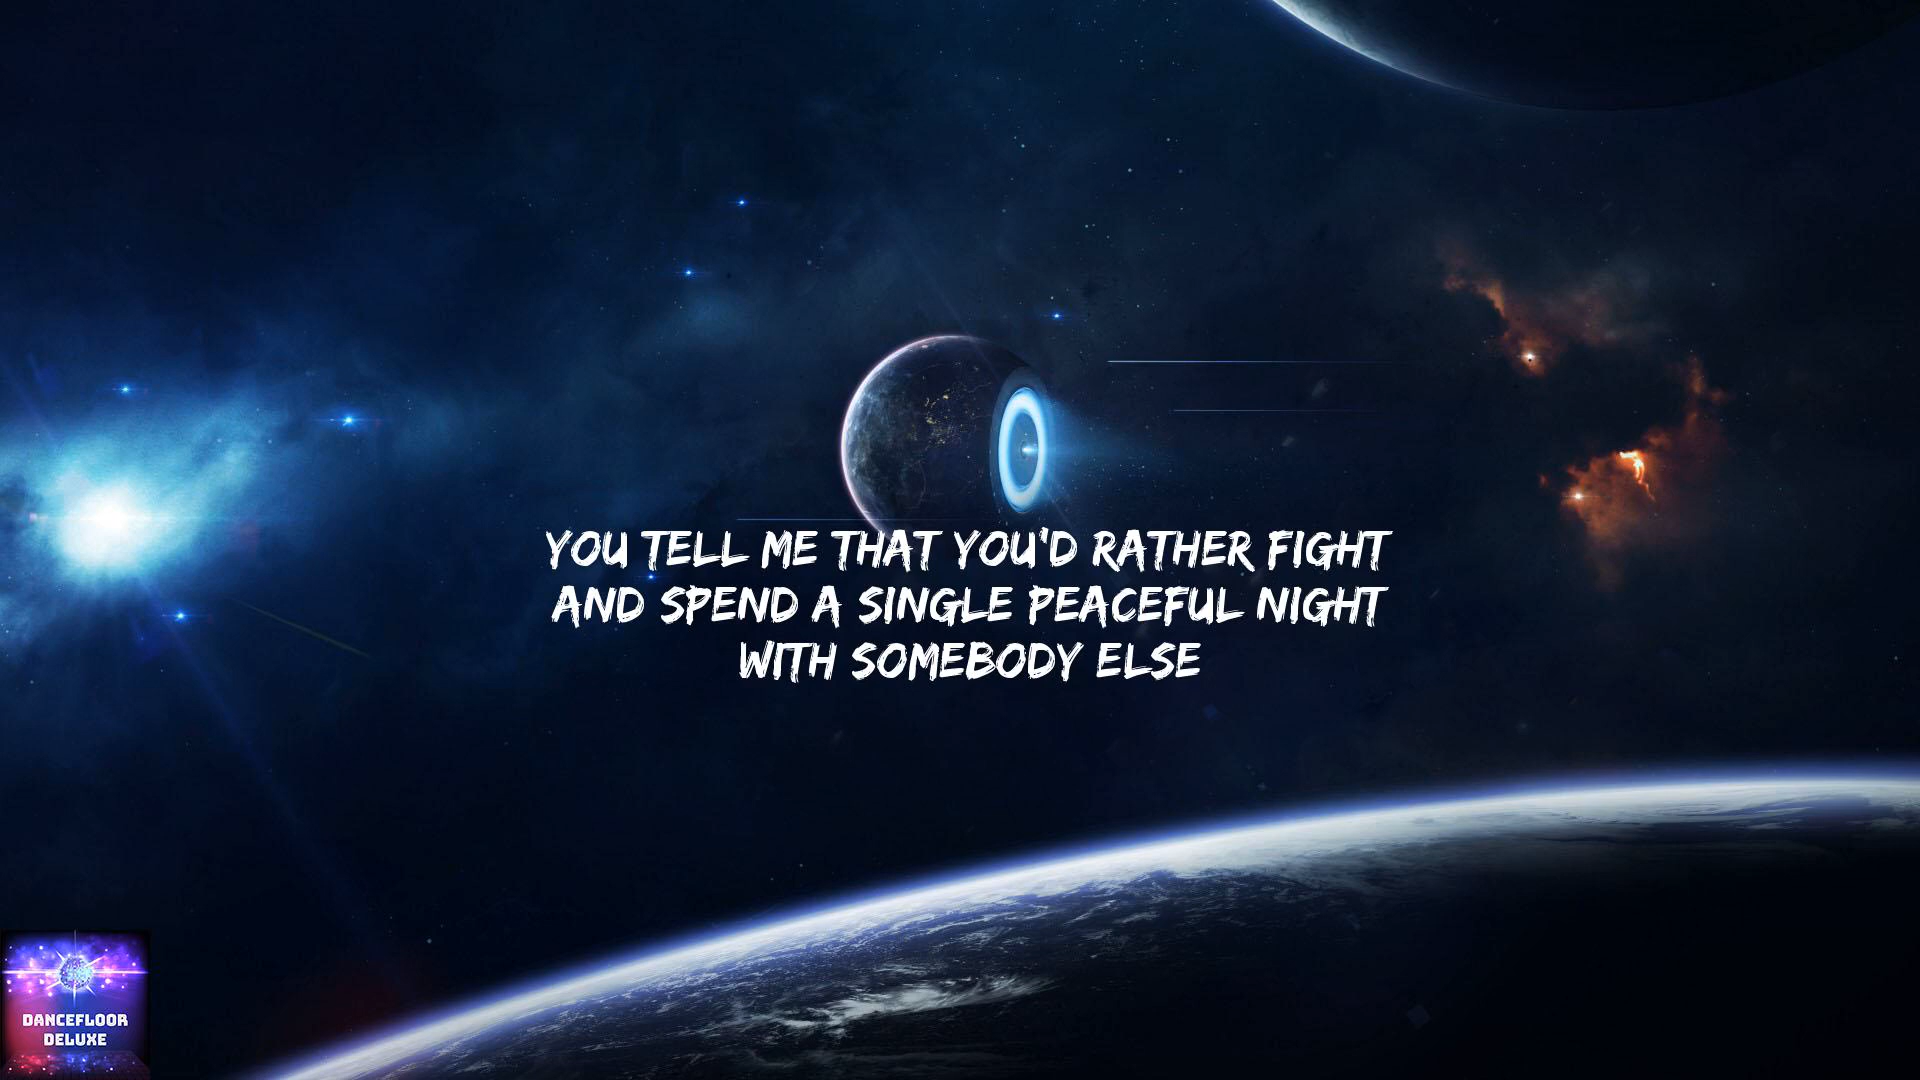 YOU TELL ME THAT YOU'D RATHER FIGHT
AND SPEND A SINGLE PEACEFUL NIGHT
WITH SOMEBODY ELSE
DANCEFLOOR
DELUXE